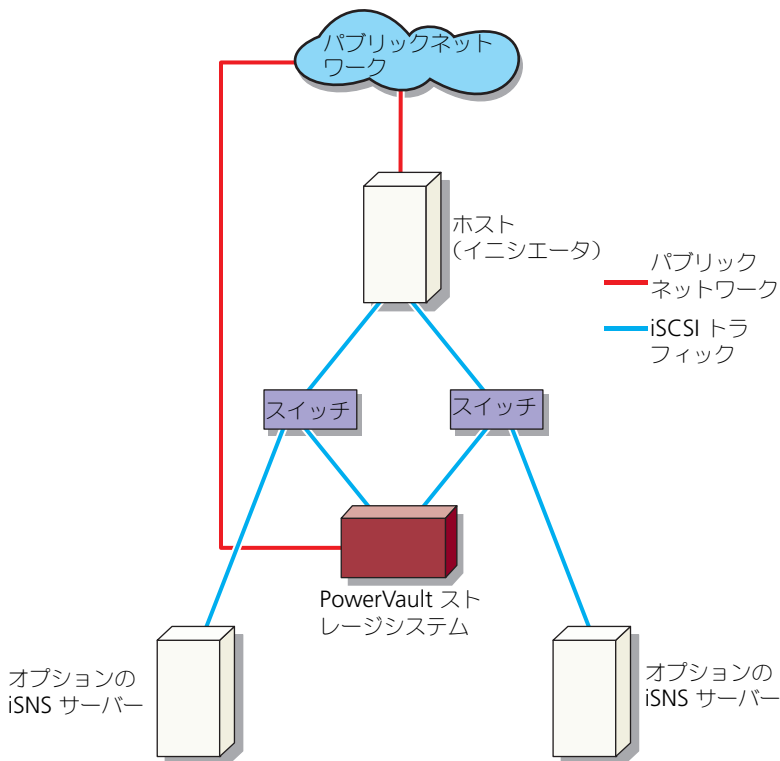 パブリックネット
ワーク
ホスト
(イニシエータ)
パブリック
ネットワーク
iSCSI トラ
フィック
スイッチ
スイッチ
PowerVault スト
レージシステム
オプションの
iSNS サーバー
オプションの
iSNS サーバー